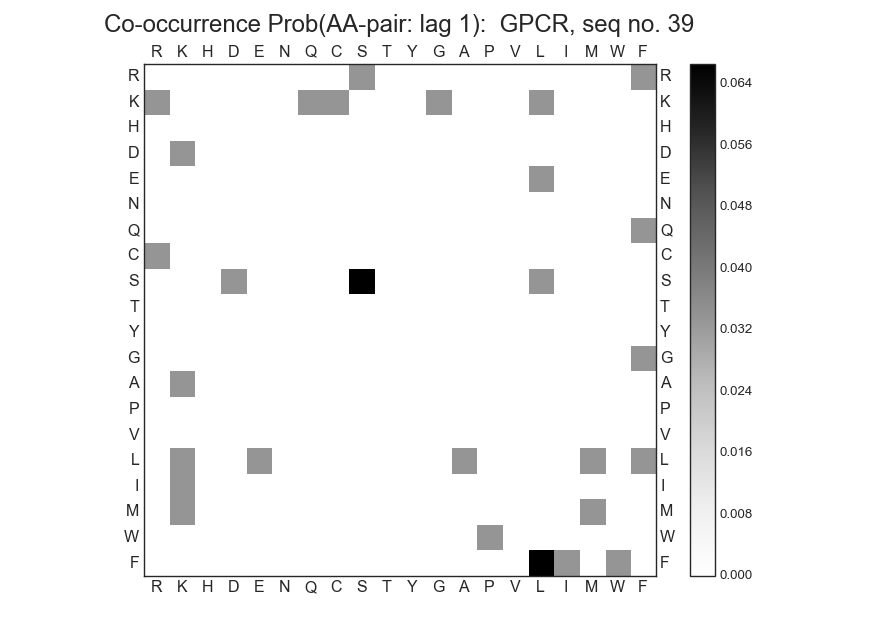 Co-occurrence Prob(AA-pair: lag 1):  GPCR, seq no. 39
R K H D E N Q C S T Y G A P V L I M W F
R R
K K
H H
D D
E E
N N
Q Q
C C
S S
T T
Y Y
G G
A A
P P
V V
L L
I I
M M
W W
F F
R K H D E N Q C S T Y G A P V L I M W F
0.064
0.056
0.048
0.040
0.032
0.024
0.016
0.008
0.000